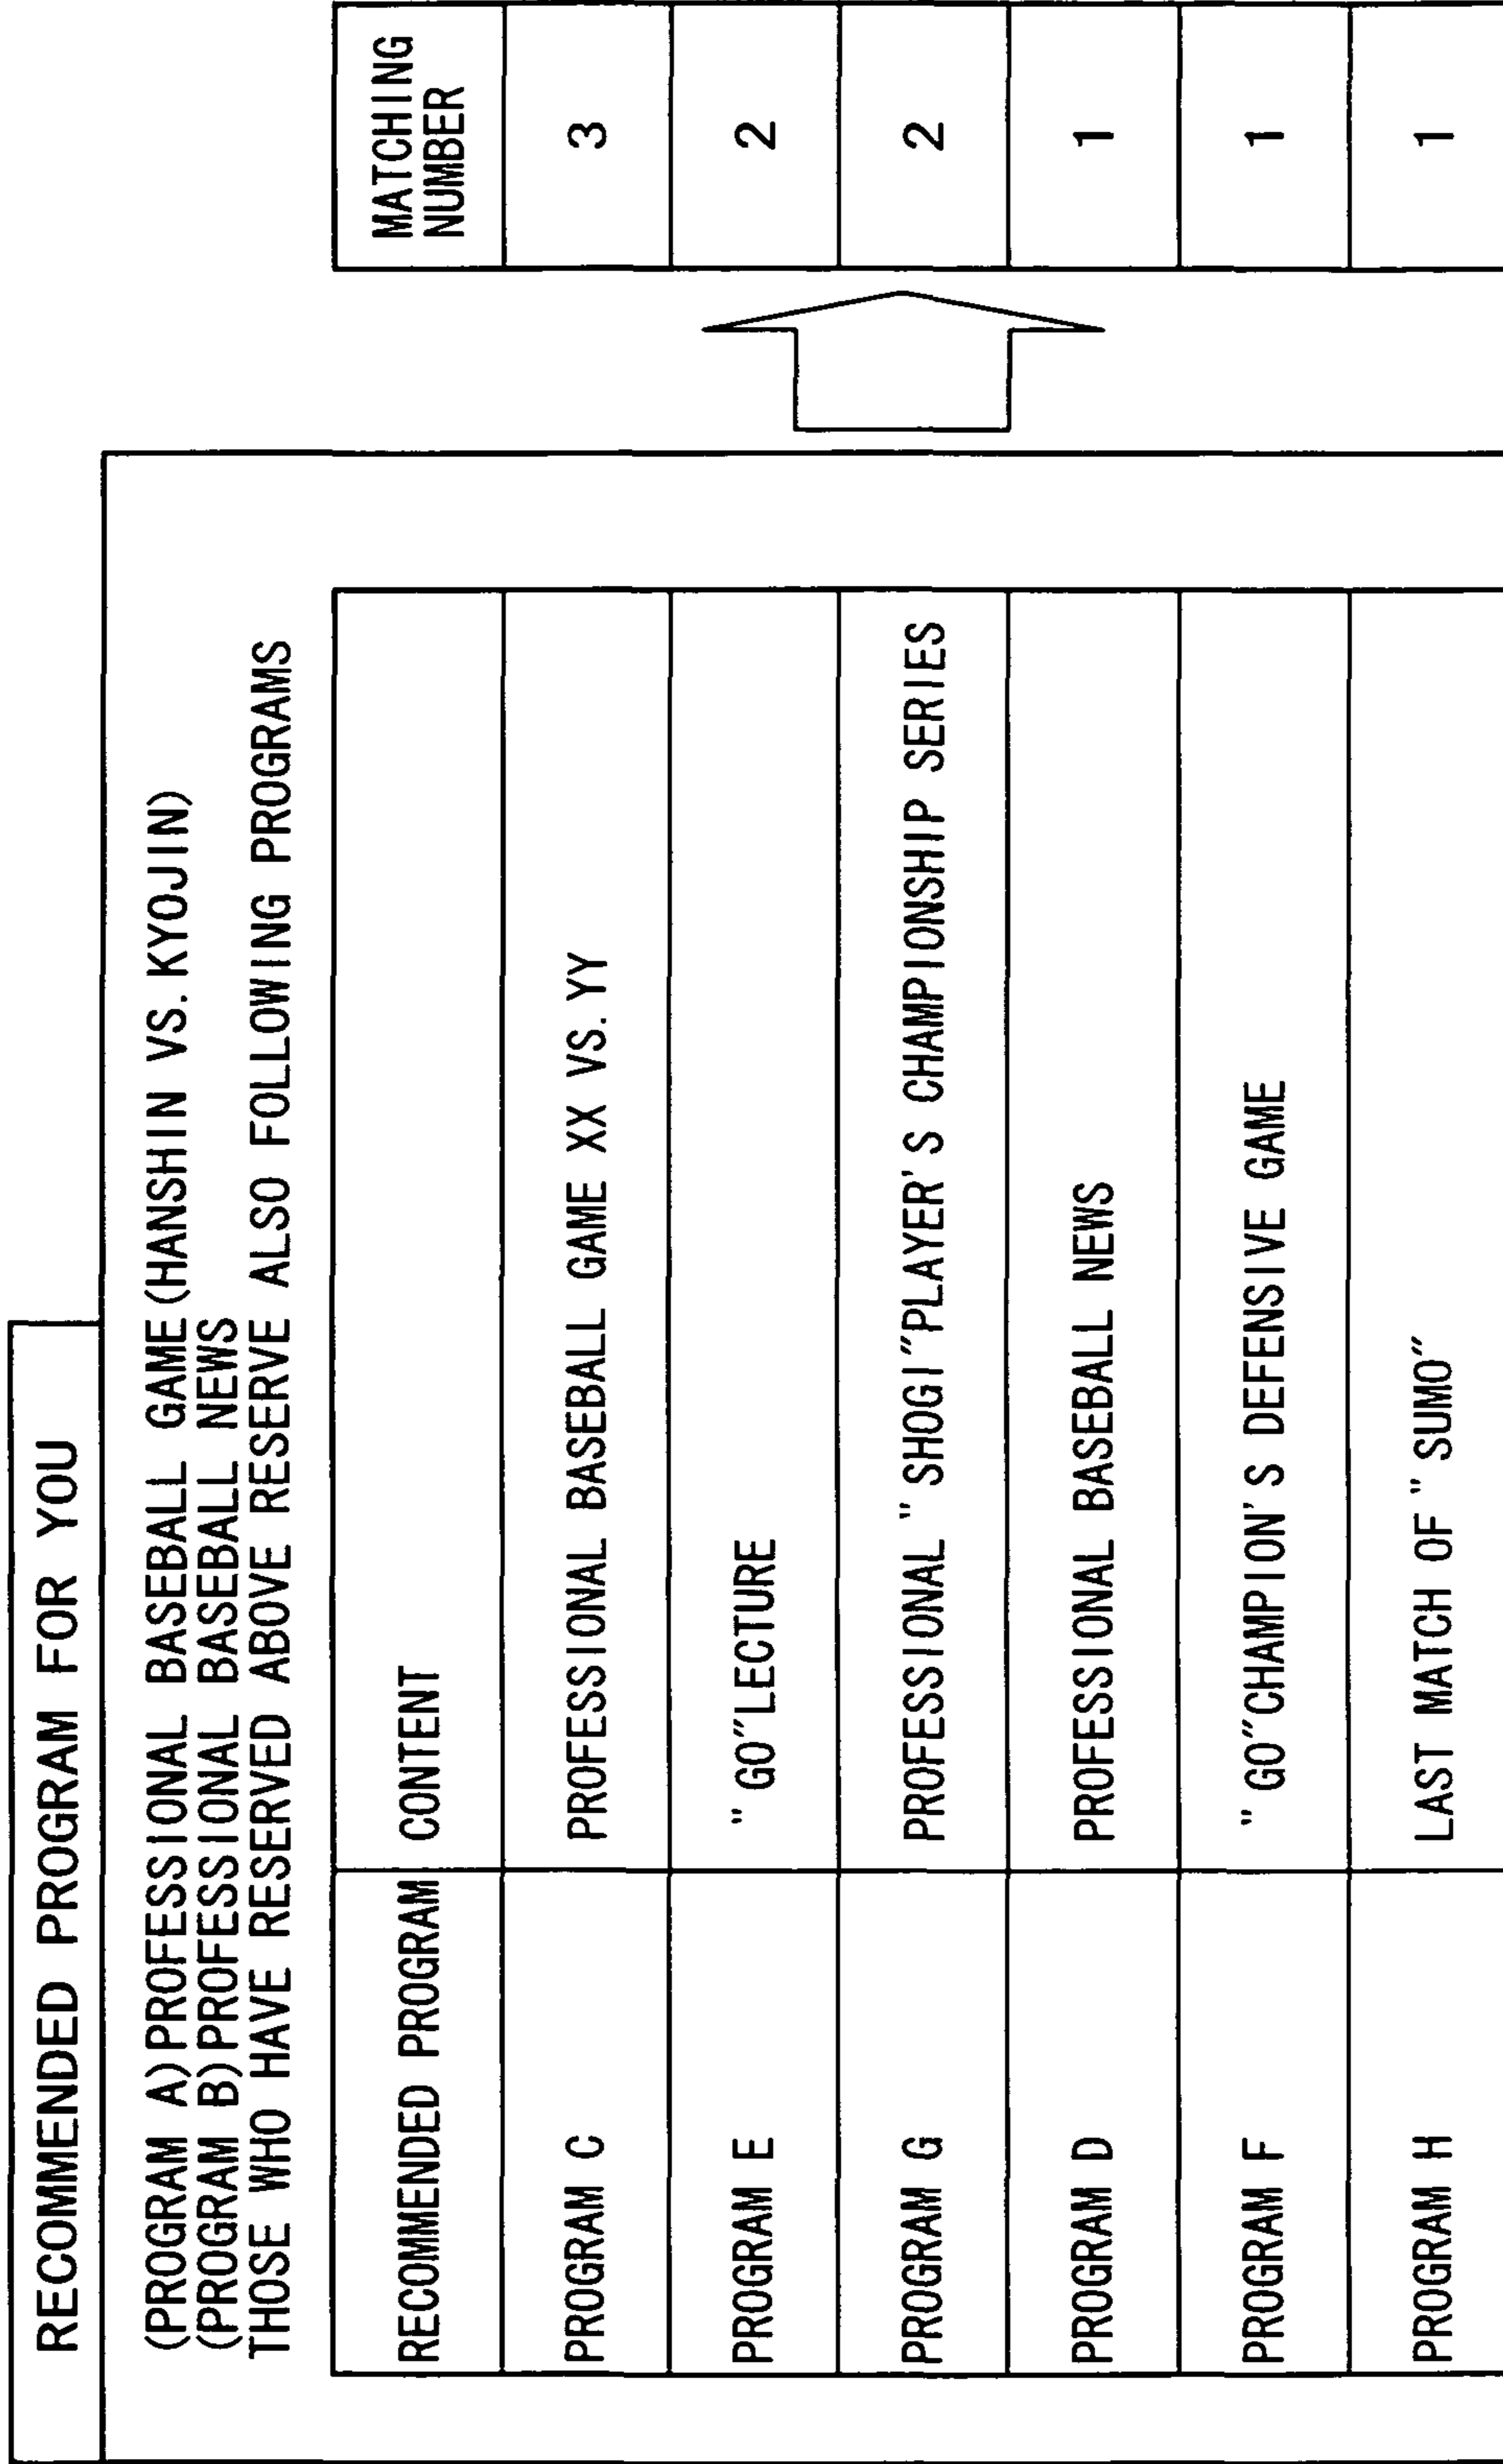 RECOMMENDED PROGRAM FOR YOU
(PROGRAM A)PROFESSIONAL BASEBALL GAME(HANSHIN VS.KYOJIN)
(PROGRAM B)PROFESSIONAL BASEBALL NEWS
THOSE WHO HAVE RESERVED ABOVE RESERVE ALSO FOLLOWING PROGRAMS
RECOMMENDED PROGRAM CONTENT MATCHING NUMBER
PROGRAM C PROFESSIONAL BASEBALL GAME XX VS. YY 3
PROGRAM E "GO"LECTURE 2
PROGRAM G PROFESSIONAL "SHOGI"PLAYER'S CHAMPIONSHIP SERIES 2
PROGRAM D PROFESSIONAL BASEBALL NEWS 1
PROGRAM F "GO"CHAMPION'S DEFENSIVE GAME 1
PROGRAM H LAST MATCH OF "SUMO" 1